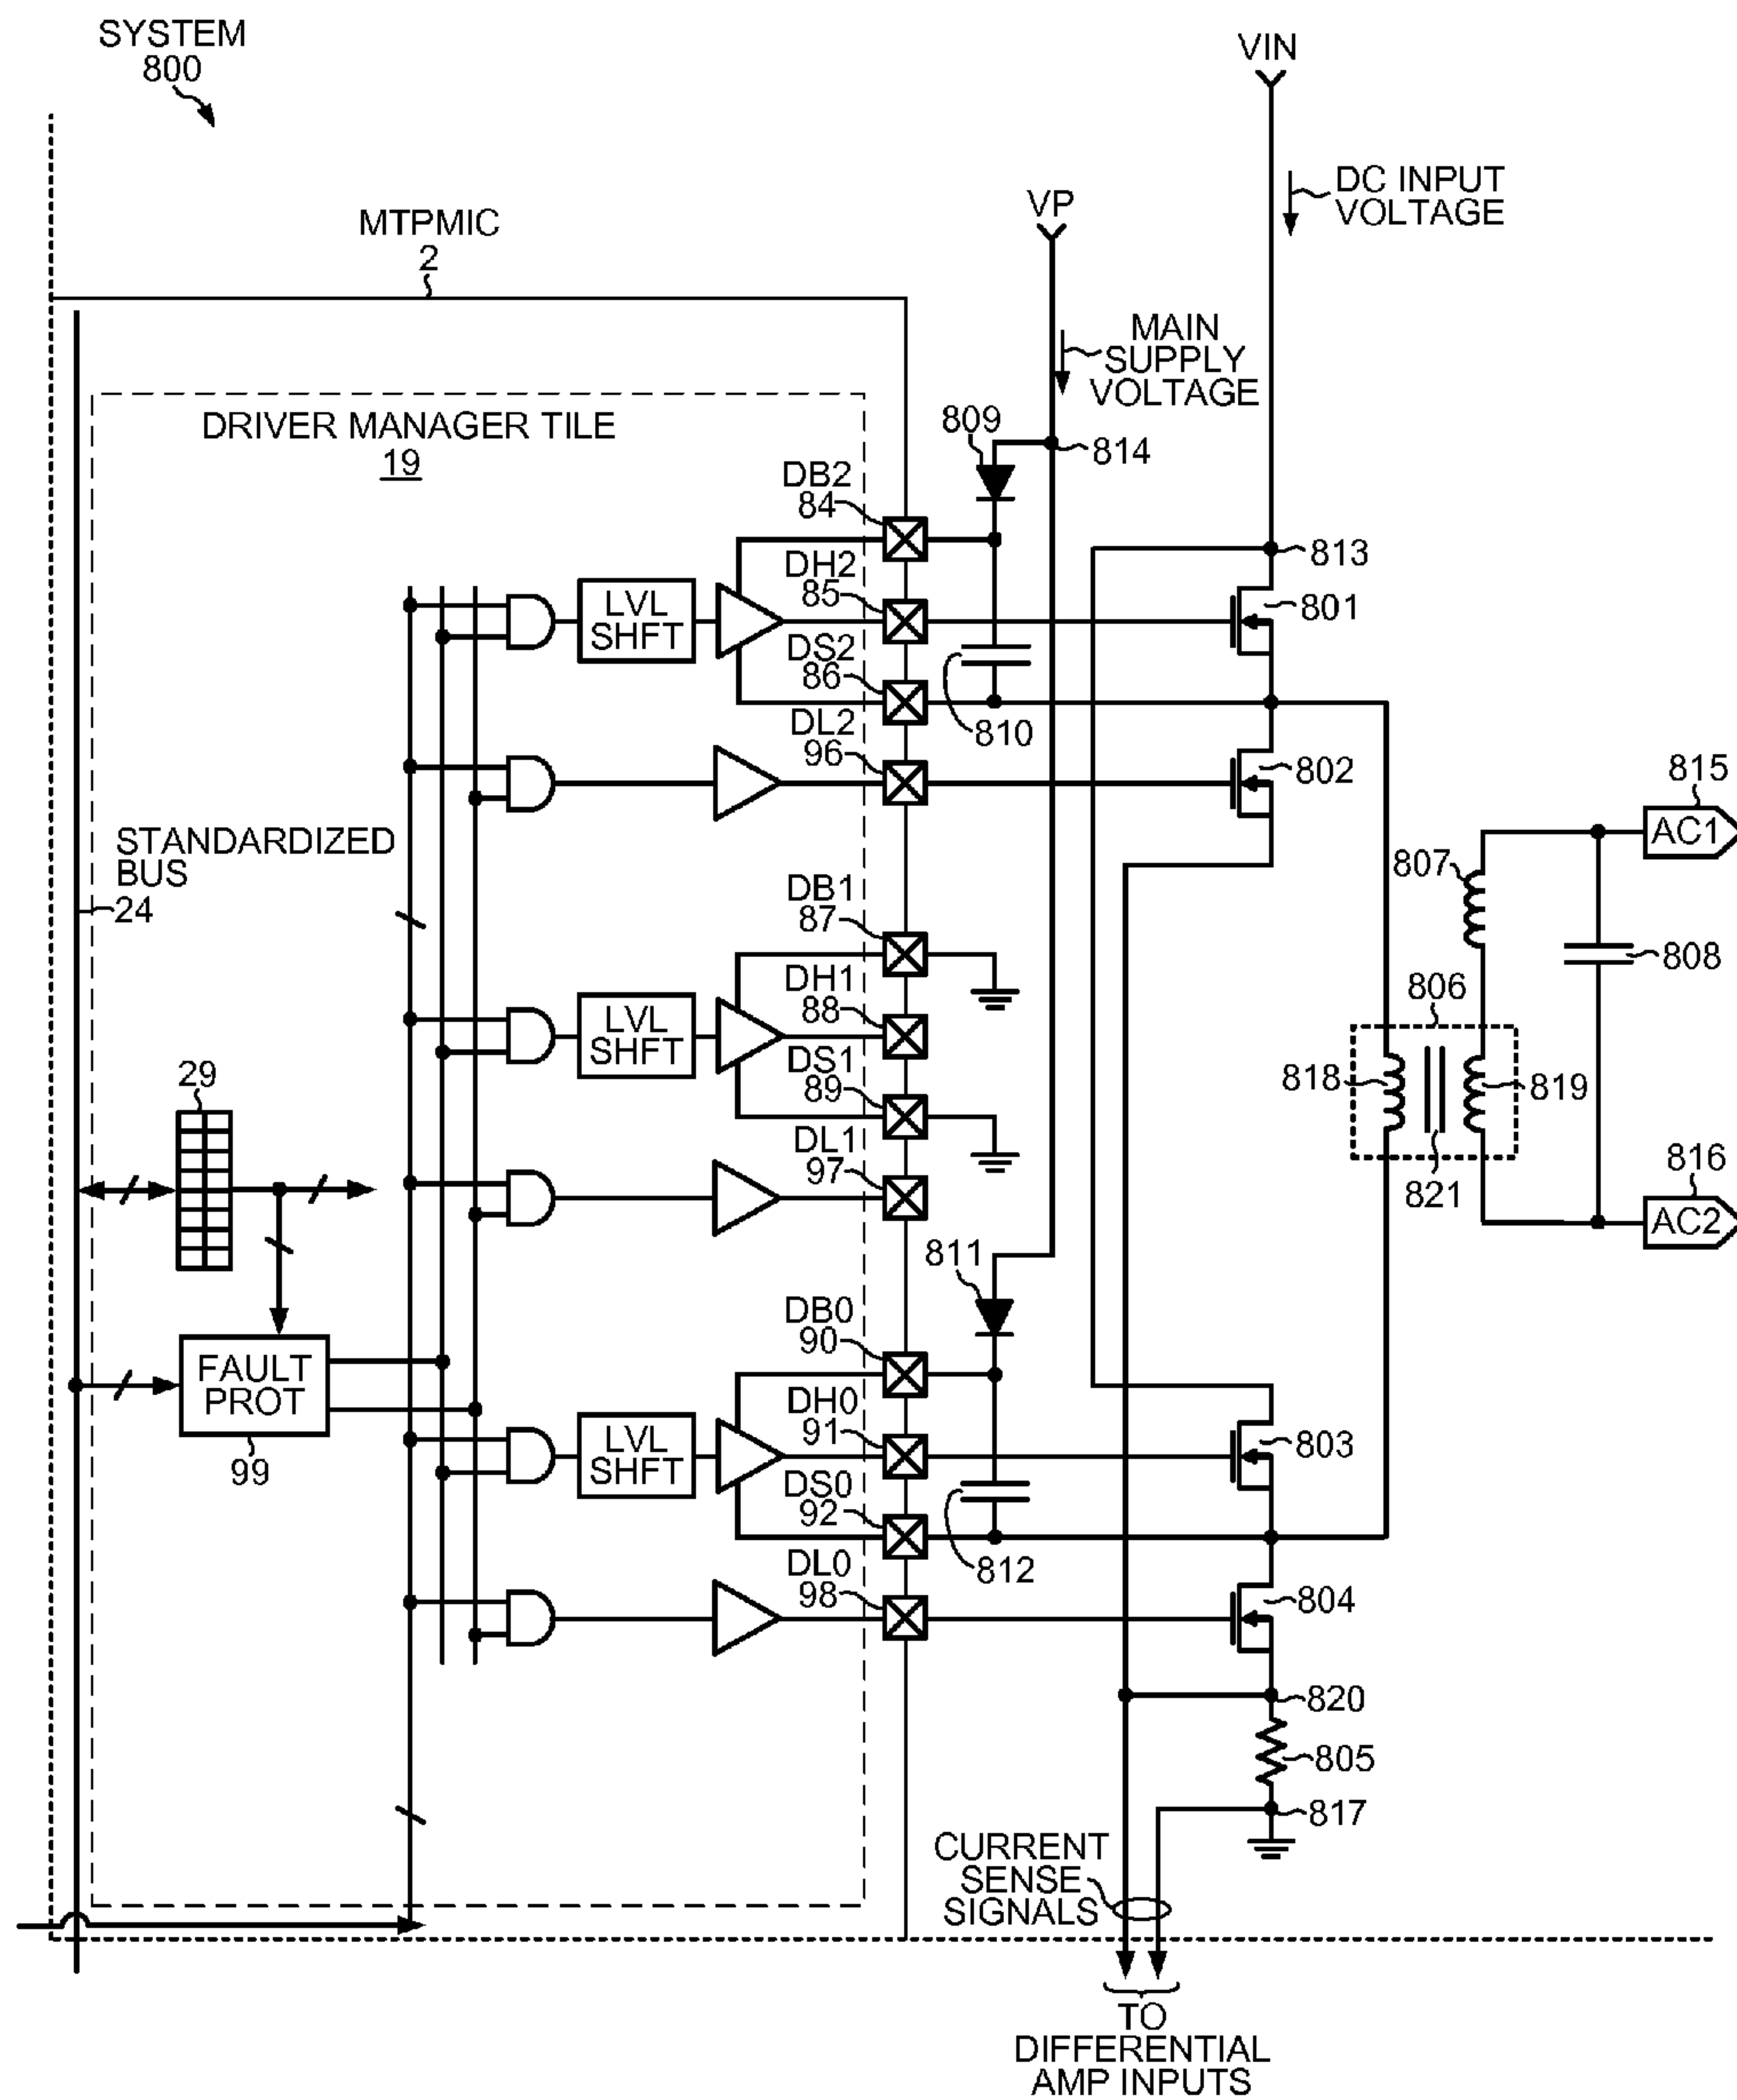 SYSTEM
800
VIN
DC INPUT
VOLTAGE
VP
MTPMIC
2
MAIN
SUPPLY
VOLTAGE
DRIVER MANAGER TILE
19
809
814
DB2
84
813
DH2
85
LVL
SHFT
801
DS2
86
810
DL2
96
802
815
AC1
STANDARDIZED
BUS
24
807
DB1
87
808
DH1
88
806
LVL
SHFT
DS1
89
29
818
819
DL1
97
821
816
AC2
811
DB0
90
FAULT
PROT
99
DH0
91
LVL
SHFT
803
DS0
92
812
DL0
98
804
820
805
817
CURRENT
SENSE
SIGNALS
TO
DIFFERENTIAL
AMP INPUTS